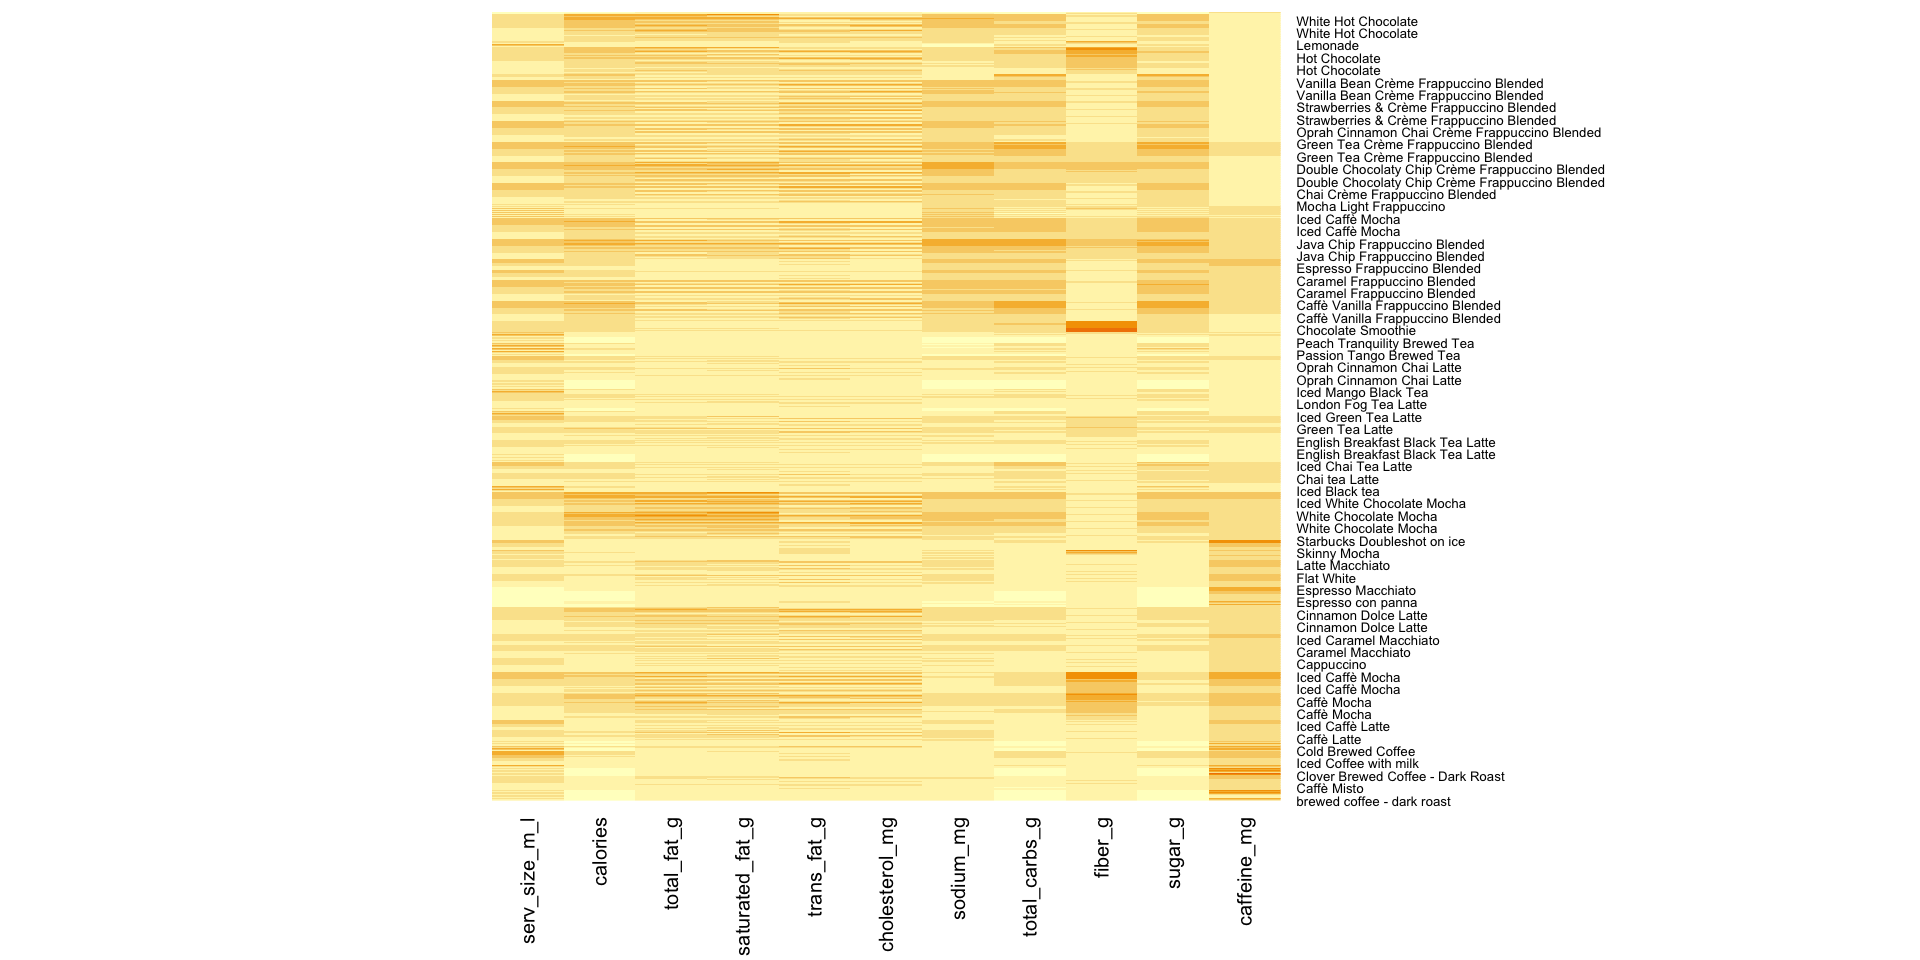 White Hot Chocolate
White Hot Chocolate
Lemonade
Hot Chocolate
Hot Chocolate
Vanilla Bean Crème Frappuccino Blended
Vanilla Bean Crème Frappuccino Blended
Strawberries & Crème Frappuccino Blended
Strawberries & Crème Frappuccino Blended
Oprah Cinnamon Chai Crème Frappuccino Blended
Green Tea Crème Frappuccino Blended
Green Tea Crème Frappuccino Blended
Double Chocolaty Chip Crème Frappuccino Blended
Double Chocolaty Chip Crème Frappuccino Blended
Chai Crème Frappuccino Blended
Mocha Light Frappuccino
Iced Caffè Mocha
Iced Caffè Mocha
Java Chip Frappuccino Blended
Java Chip Frappuccino Blended
Espresso Frappuccino Blended
Caramel Frappuccino Blended
Caramel Frappuccino Blended
Caffè Vanilla Frappuccino Blended
Caffè Vanilla Frappuccino Blended
Chocolate Smoothie
Peach Tranquility Brewed Tea
Passion Tango Brewed Tea
Oprah Cinnamon Chai Latte
Oprah Cinnamon Chai Latte
Iced Mango Black Tea
London Fog Tea Latte
Iced Green Tea Latte
Green Tea Latte
English Breakfast Black Tea Latte
English Breakfast Black Tea Latte
Iced Chai Tea Latte
Chai tea Latte
Iced Black tea
Iced White Chocolate Mocha
White Chocolate Mocha
White Chocolate Mocha
Starbucks Doubleshot on ice
Skinny Mocha
Latte Macchiato
Flat White
Espresso Macchiato
Espresso con panna
Cinnamon Dolce Latte
Cinnamon Dolce Latte
Iced Caramel Macchiato
Caramel Macchiato
Cappuccino
Iced Caffè Mocha
Iced Caffè Mocha
Caffè Mocha
Caffè Mocha
Iced Caffè Latte
Caffè Latte
Cold Brewed Coffee
Iced Coffee with milk
Clover Brewed Coffee - Dark Roast
Caffè Misto
brewed coffee - dark roast
serv_size_m_l
calories
total_fat_g
saturated_fat_g
trans_fat_g
cholesterol_mg
sodium_mg
total_carbs_g
fiber_g
sugar_g
caffeine_mg